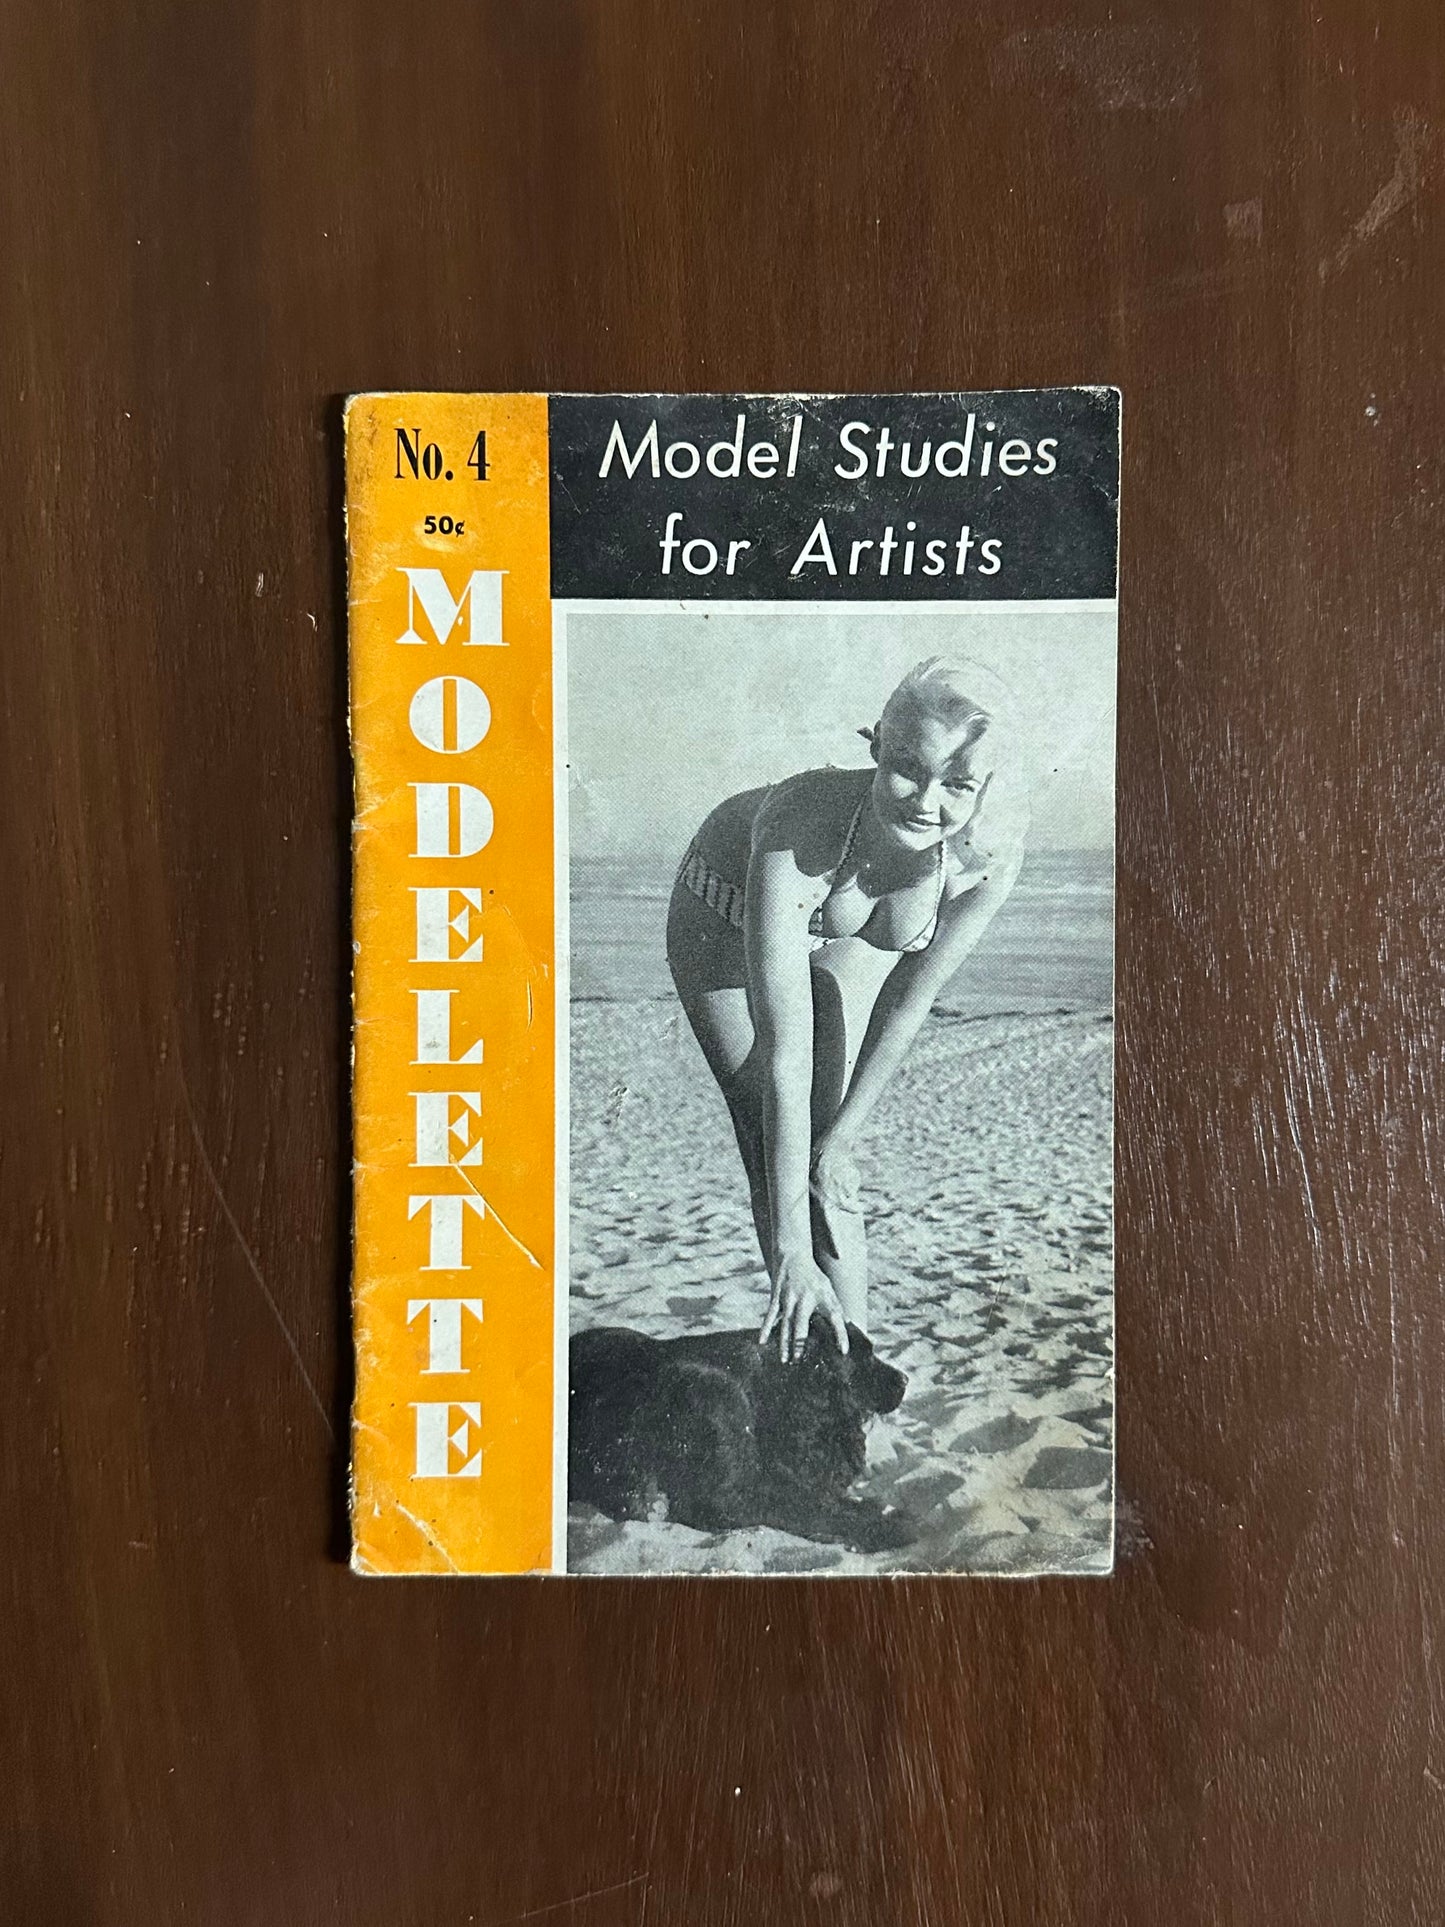 No. 4
50¢
MODELETTE
Model Studies
for Artists